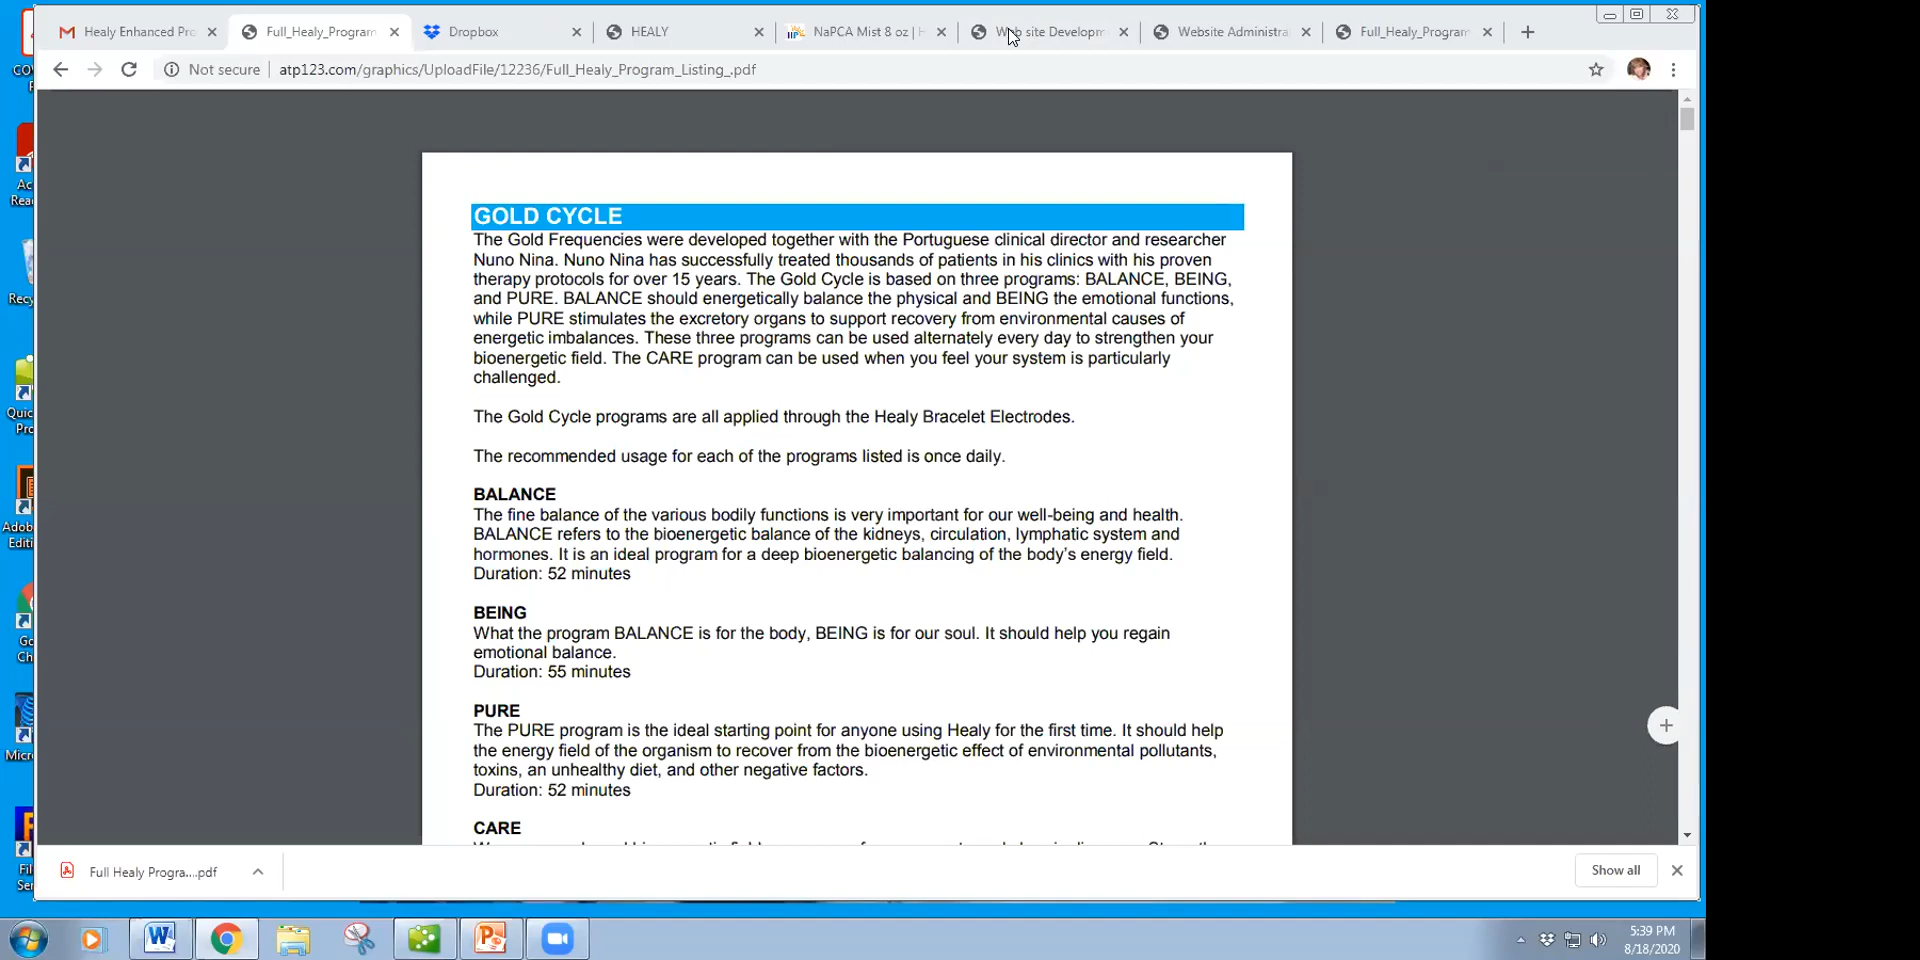 Healy Enhanced Pro
Full_Healy_Program
Dropbox
HEALY
NaPCA Mist 8 oz | H
Web site Developm
Website Administra
Full_Healy_Program
Not secure
atp123.com/graphics/UploadFile/12236/Full_Healy_Program_Listing_.pdf
GOLD CYCLE
The Gold Frequencies were developed together with the Portuguese clinical director and researcher
Nuno Nina. Nuno Nina has successfully treated thousands of patients in his clinics with his proven
therapy protocols for over 15 years. The Gold Cycle is based on three programs: BALANCE, BEING,
and PURE. BALANCE should energetically balance the physical and BEING the emotional functions,
while PURE stimulates the excretory organs to support recovery from environmental causes of
energetic imbalances. These three programs can be used alternately every day to strengthen your
bioenergetic field. The CARE program can be used when you feel your system is particularly
challenged.
The Gold Cycle programs are all applied through the Healy Bracelet Electrodes.
The recommended usage for each of the programs listed is once daily.
BALANCE
The fine balance of the various bodily functions is very important for our well-being and health.
BALANCE refers to the bioenergetic balance of the kidneys, circulation, lymphatic system and
hormones. It is an ideal program for a deep bioenergetic balancing of the body's energy field.
Duration: 52 minutes
BEING
What the program BALANCE is for the body, BEING is for our soul. It should help you regain
emotional balance.
Duration: 55 minutes
PURE
The PURE program is the ideal starting point for anyone using Healy for the first time. It should help
the energy field of the organism to recover from the bioenergetic effect of environmental pollutants,
toxins, an unhealthy diet, and other negative factors.
Duration: 52 minutes
CARE
Full Healy Progra....pdf
Show all
CO
Ac
Rea
Recy
Quic
Pro
Adob
Editi
Go
Ch
Micr
Fil
Ser
5:39 PM
8/18/2020